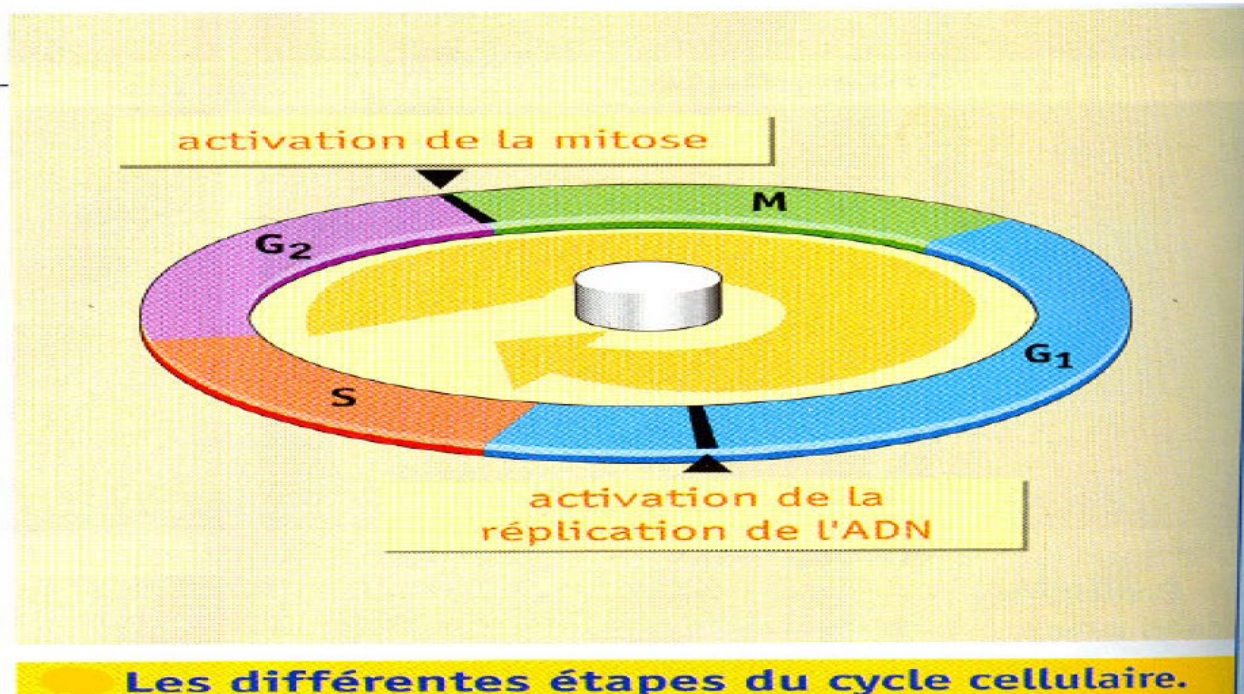 activation de la mitose
M
G2
G1
S
activation de la
réplication de l'ADN
Les différentes étapes du cycle cellulaire.